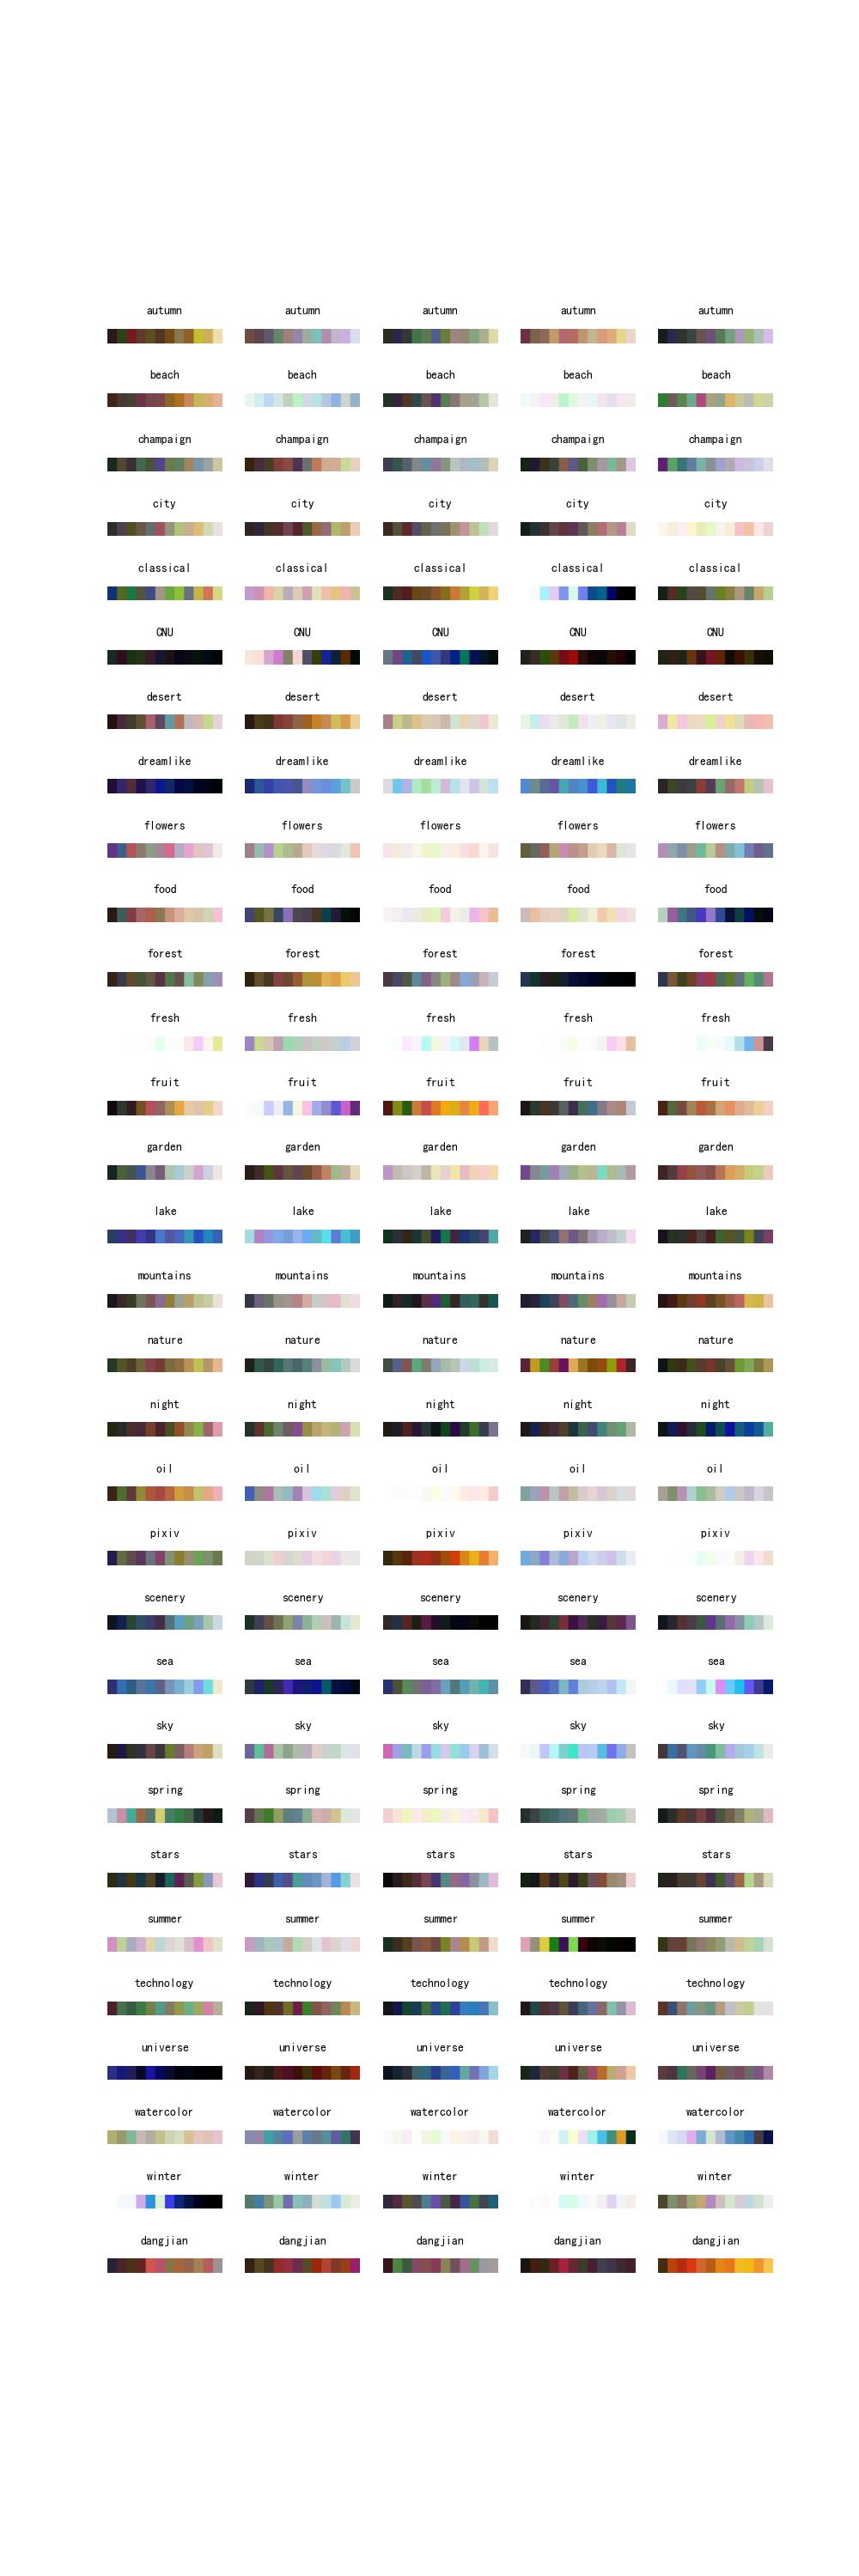 autumn autumn autumn autumn autumn
beach beach beach beach beach
champaign champaign champaign champaign champaign
city city city city city
classical classical classical classical classical
CNU CNU CNU CNU CNU
desert desert desert desert desert
dreamlike dreamlike dreamlike dreamlike dreamlike
flowers flowers flowers flowers flowers
food food food food food
forest forest forest forest forest
fresh fresh fresh fresh fresh
fruit fruit fruit fruit fruit
garden garden garden garden garden
lake lake lake lake lake
mountains mountains mountains mountains mountains
nature nature nature nature nature
night night night night night
oil oil oil oil oil
pixiv pixiv pixiv pixiv pixiv
scenery scenery scenery scenery scenery
sea sea sea sea sea
sky sky sky sky sky
spring spring spring spring spring
stars stars stars stars stars
summer summer summer summer summer
technology technology technology technology technology
universe universe universe universe universe
watercolor watercolor watercolor watercolor watercolor
winter winter winter winter winter
dangjian dangjian dangjian dangjian dangjian